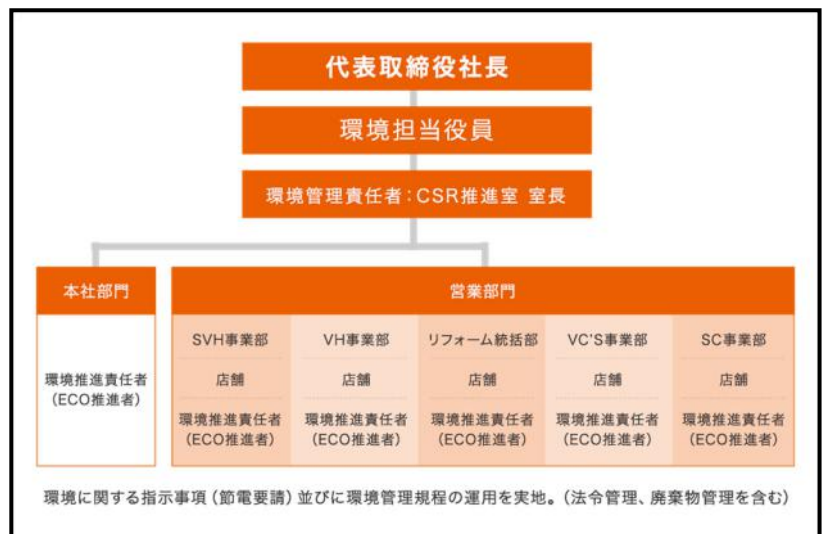 代表取締役社長
環境担当役員
環境管理責任者：CSR推進室 室長
本社部門
環境推進責任者
(ECO推進者)
営業部門
SVH事業部
店舗
環境推進責任者
(ECO推進者)
VH事業部
店舗
環境推進責任者
(ECO推進者)
リフォーム統括部
店舗
環境推進責任者
(ECO推進者)
VC'S事業部
店舗
環境推進責任者
(ECO推進者)
SC事業部
店舗
環境推進責任者
(ECO推進者)
環境に関する指示事項（節電要請）並びに環境管理規程の運用を実地。（法令管理、廃棄物管理を含む）